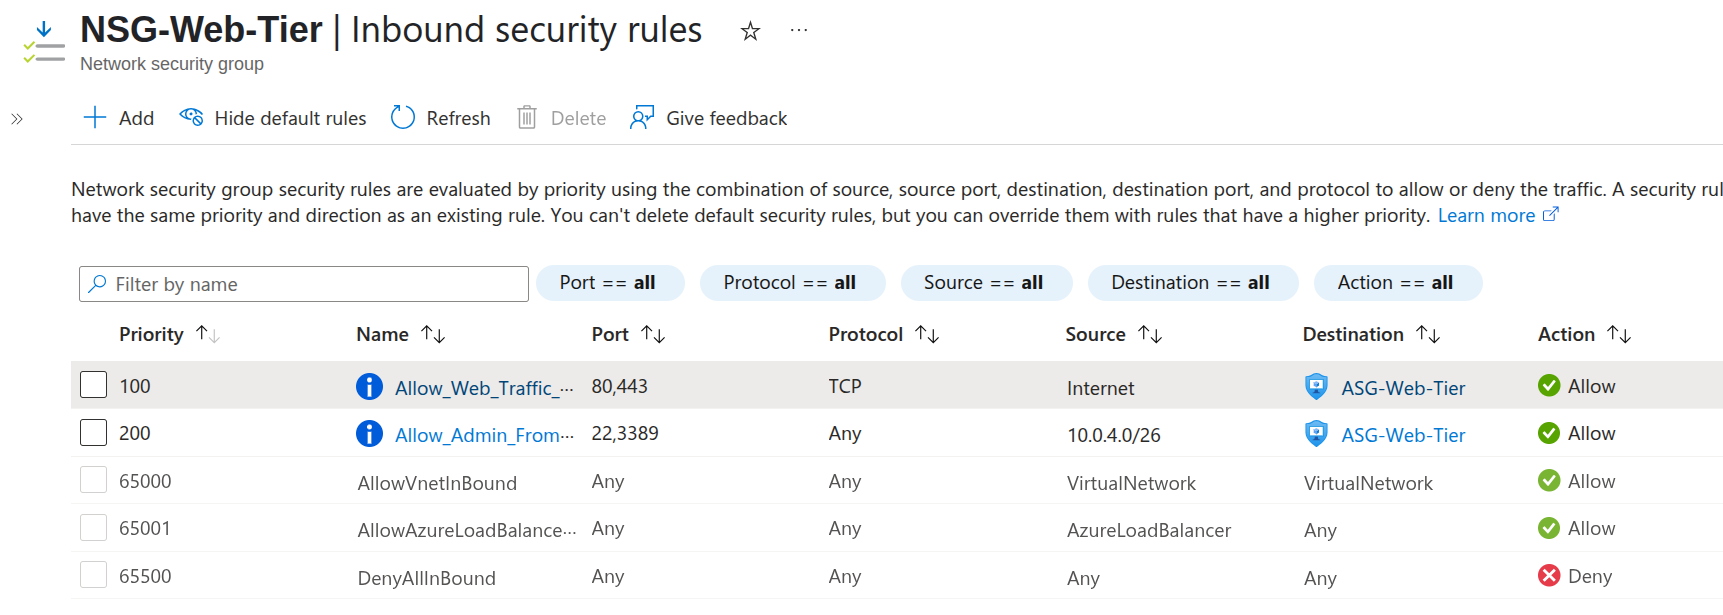 NSG-Web-Tier | Inbound security rules
Network security group
Add Hide default rules Refresh Delete Give feedback
Network security group security rules are evaluated by priority using the combination of source, source port, destination, destination port, and protocol to allow or deny the traffic. A security rul
have the same priority and direction as an existing rule. You can't delete default security rules, but you can override them with rules that have a higher priority. Learn more
Filter by name Port == all Protocol == all Source == all Destination == all Action == all
Priority Name Port Protocol Source Destination Action
100 Allow_Web_Traffic_... 80,443 TCP Internet ASG-Web-Tier Allow
200 Allow_Admin_From... 22,3389 Any 10.0.4.0/26 ASG-Web-Tier Allow
65000 AllowVnetInBound Any Any VirtualNetwork VirtualNetwork Allow
65001 AllowAzureLoadBalance... Any Any AzureLoadBalancer Any Allow
65500 DenyAllInBound Any Any Any Any Deny